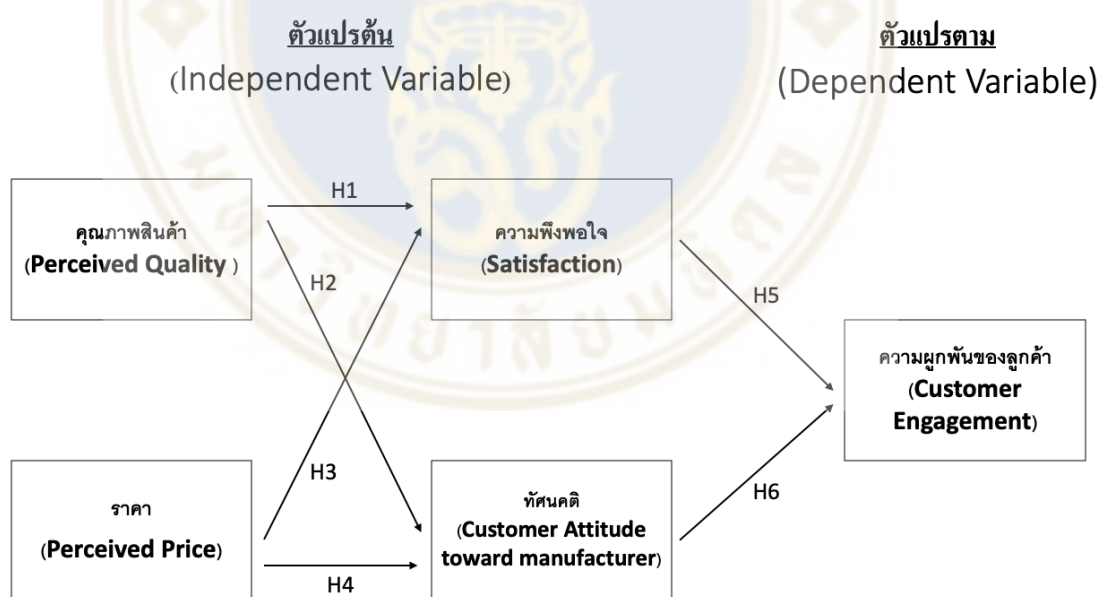 ตัวแปรต้น
(Independent Variable)
ตัวแปรตาม
(Dependent Variable)
คุณภาพสินค้า
(Perceived Quality )
H1
ความพึงพอใจ
(Satisfaction)
H2
H5
ความผูกพันของลูกค้า
(Customer
Engagement)
H3
ราคา
(Perceived Price)
ทัศนคติ
(Customer Attitude
toward manufacturer)
H6
H4